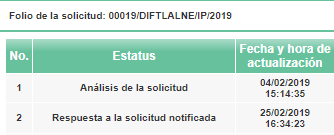 Folio de la solicitud: 00019/DIFTLALNE/IP/2019
No. Estatus Fecha y hora de actualización
1 Análisis de la solicitud 04/02/2019 15:14:35
2 Respuesta a la solicitud notificada 25/02/2019 16:34:23